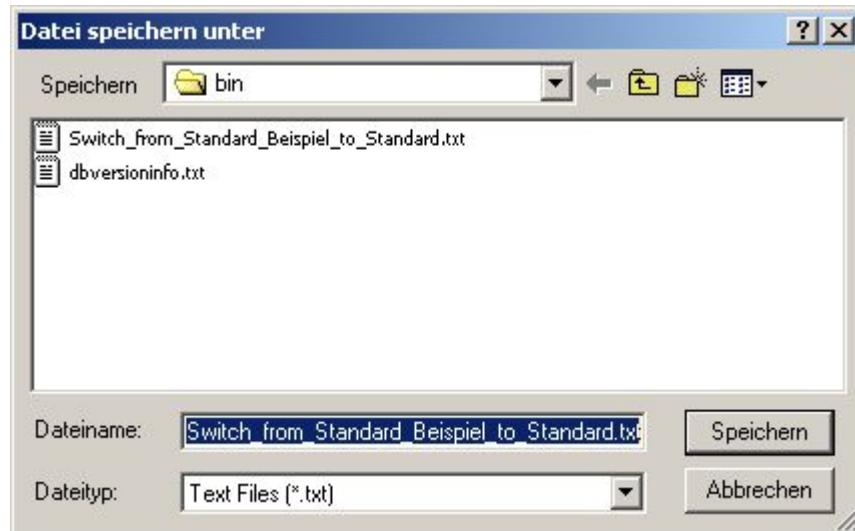 Datei speichern unter
Speichern
bin
Switch_from_Standard_Beispiel_to_Standard.txt
dbversioninfo.txt
Dateiname:
Switch_from_Standard_Beispiel_to_Standard.txt
Speichern
Dateityp:
Text Files (*.txt)
Abbrechen